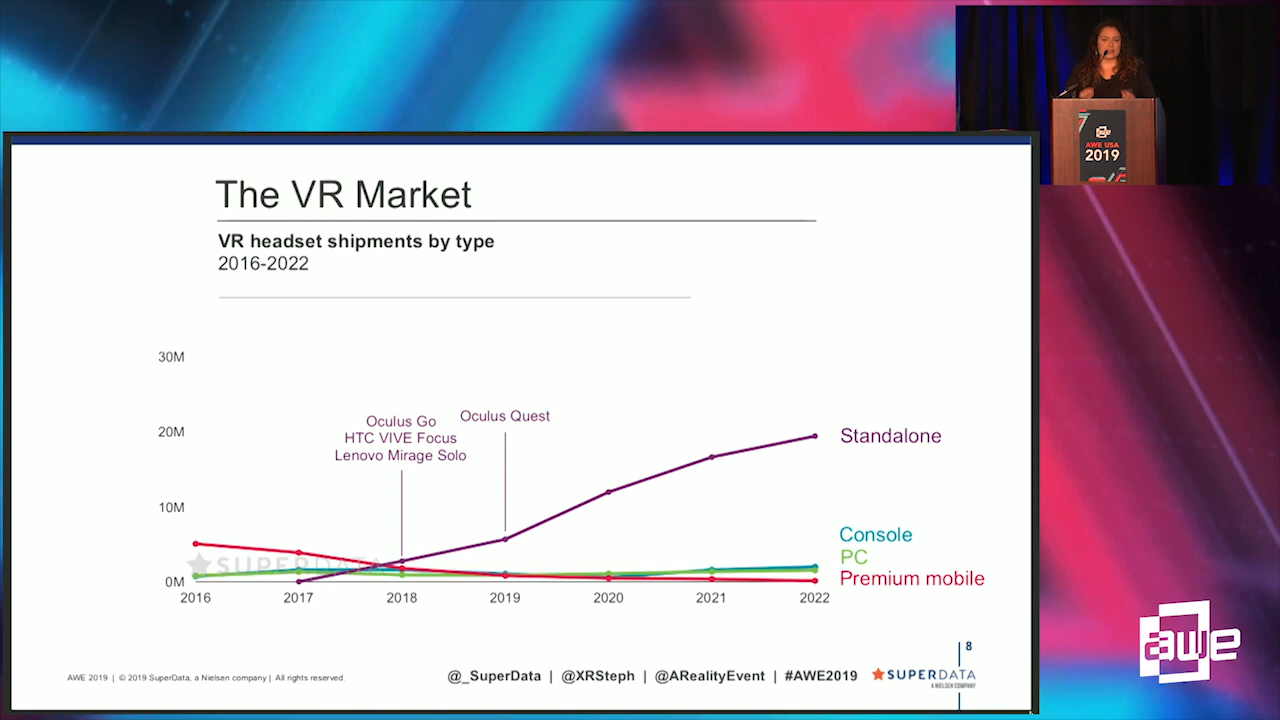 AWE USA
2019
The VR Market
VR headset shipments by type
2016-2022
30M
20M
10M
0M
Oculus Go
HTC VIVE Focus
Lenovo Mirage Solo
Oculus Quest
Standalone
Console
PC
Premium mobile
SUPERDATA
2016 2017 2018 2019 2020 2021 2022
8
AWE 2019 | © 2019 SuperData, a Nielsen company | All rights reserved.
@_SuperData | @XRSteph | @ARealityEvent | #AWE2019
SUPERDATA
A NIELSEN COMPANY
awe